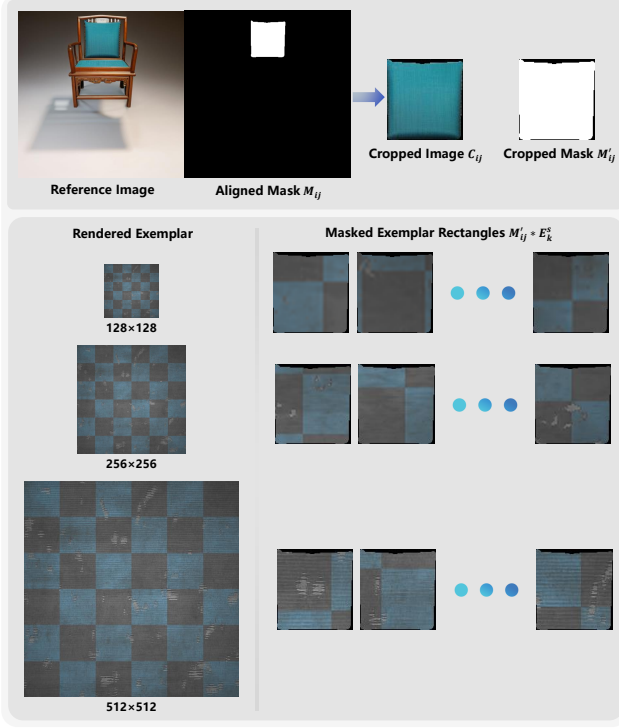 Reference Image
Aligned Mask M_ij
Cropped Image C_ij
Cropped Mask M'_ij
Rendered Exemplar
Masked Exemplar Rectangles M'_ij * E_k^s
128×128
256×256
512×512